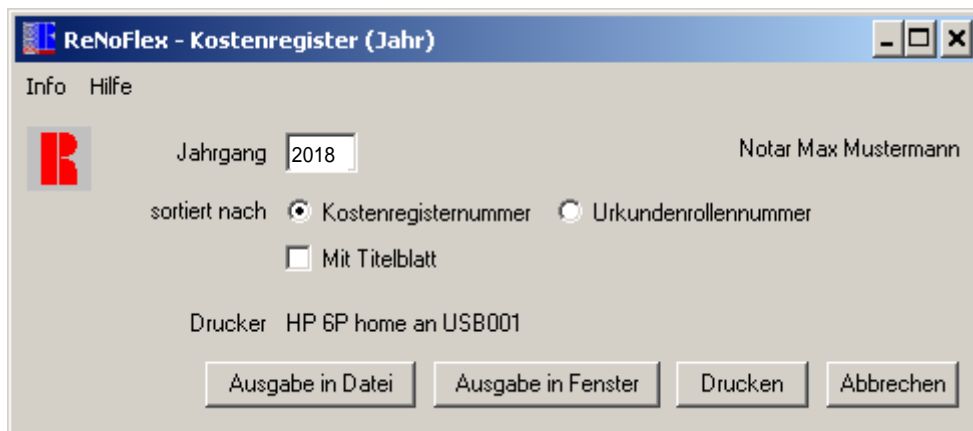 ReNoFlex - Kostenregister (Jahr)
Info Hilfe
Jahrgang 2018 Notar Max Mustermann
sortiert nach Kostenregisternummer Urkundenrollennummer
Mit Titelblatt
Drucker HP 6P home an USB001
Ausgabe in Datei Ausgabe in Fenster Drucken Abbrechen